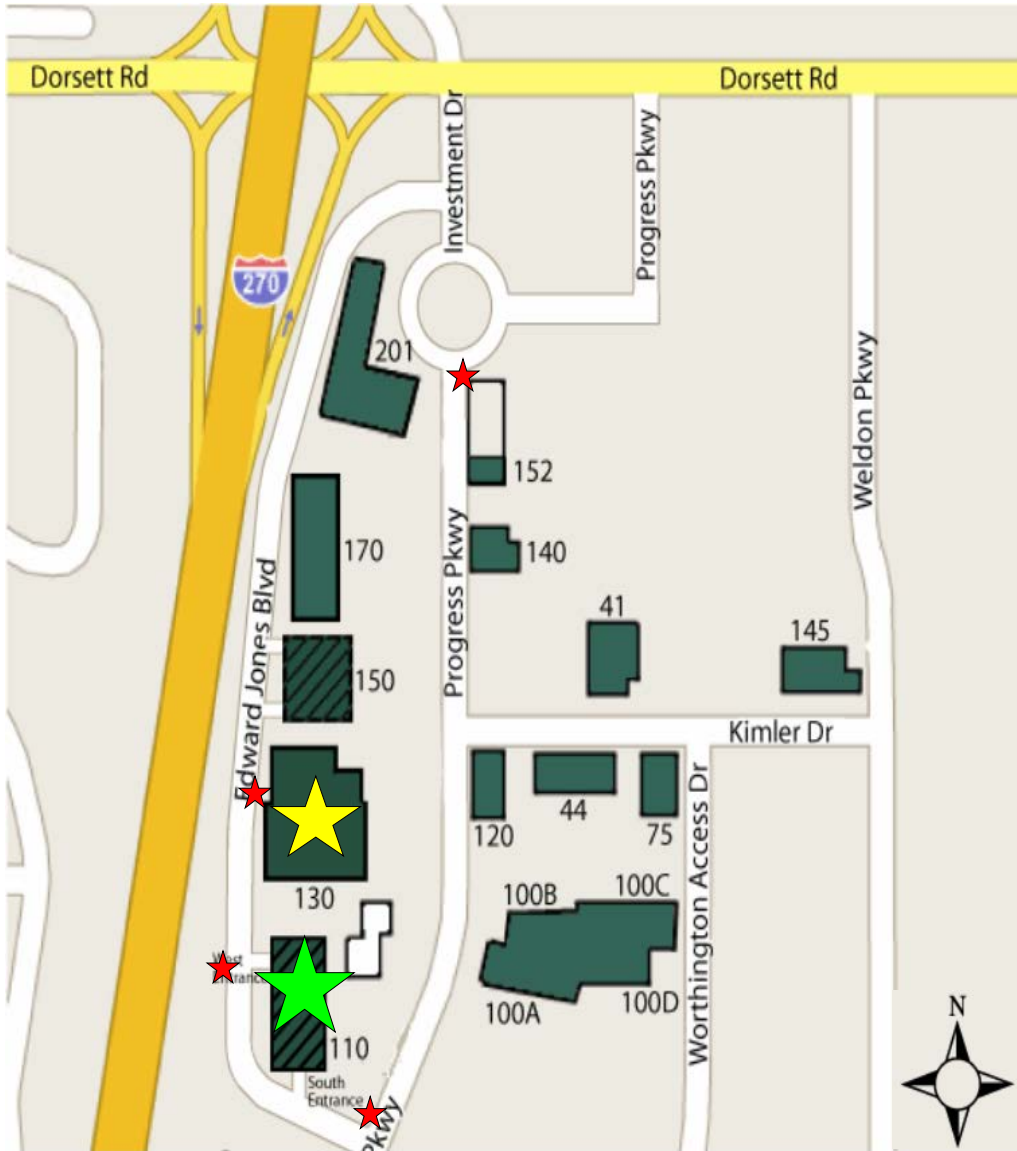 Dorsett Rd
Dorsett Rd
Investment Dr
Progress Pkwy
270
201
Weldon Pkwy
152
170
140
Progress Pkwy
41
145
Edward Jones Blvd
150
Kimler Dr
120
44
75
130
100B
100C
Worthington Access Dr
West
Entrance
100A
100D
110
South
Entrance
Pkwy
N